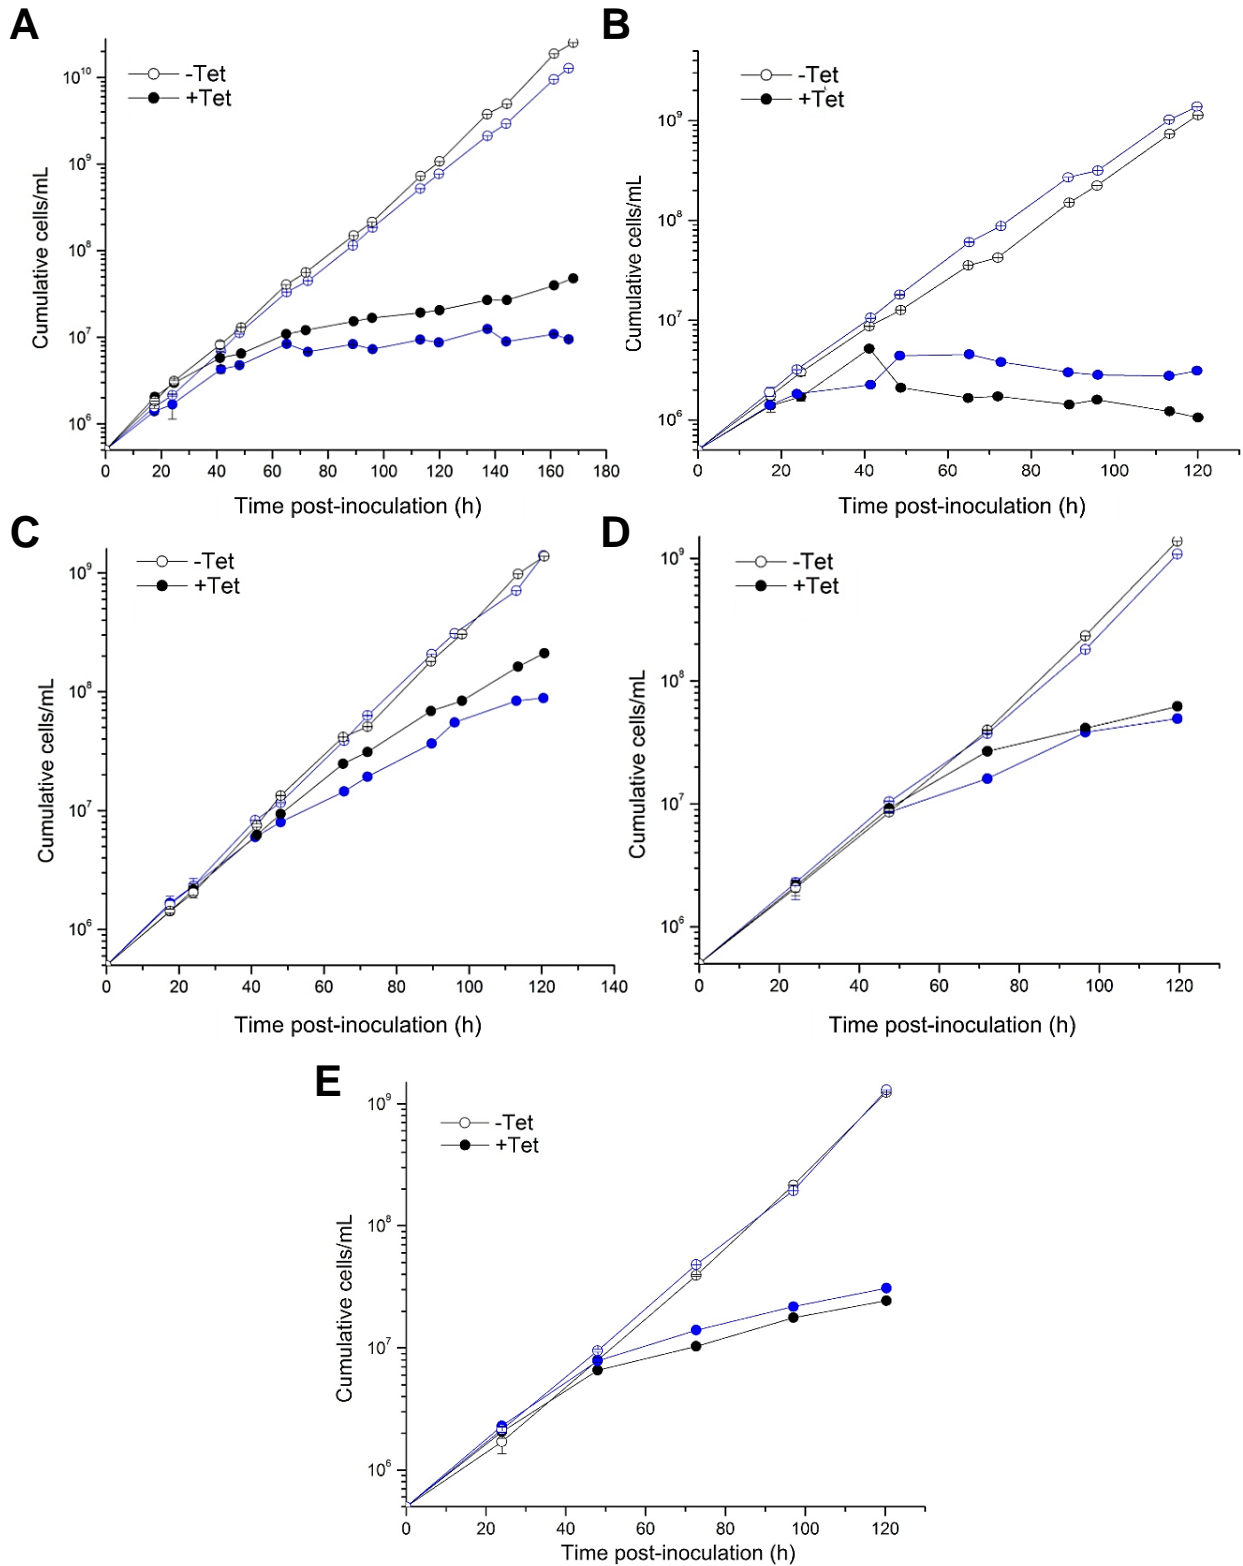 A
-Tet
+Tet
10^10
10^9
10^8
10^7
10^6
Cumulative cells/mL
0 20 40 60 80 100 120 140 160 180
Time post-inoculation (h)
B
-Tet
+Tet
10^9
10^8
10^7
10^6
Cumulative cells/mL
0 20 40 60 80 100 120
Time post-inoculation (h)
C
-Tet
+Tet
10^9
10^8
10^7
10^6
Cumulative cells/mL
0 20 40 60 80 100 120 140
Time post-inoculation (h)
D
-Tet
+Tet
10^9
10^8
10^7
10^6
Cumulative cells/mL
0 20 40 60 80 100 120
Time post-inoculation (h)
E
-Tet
+Tet
10^9
10^8
10^7
10^6
Cumulative cells/mL
0 20 40 60 80 100 120
Time post-inoculation (h)